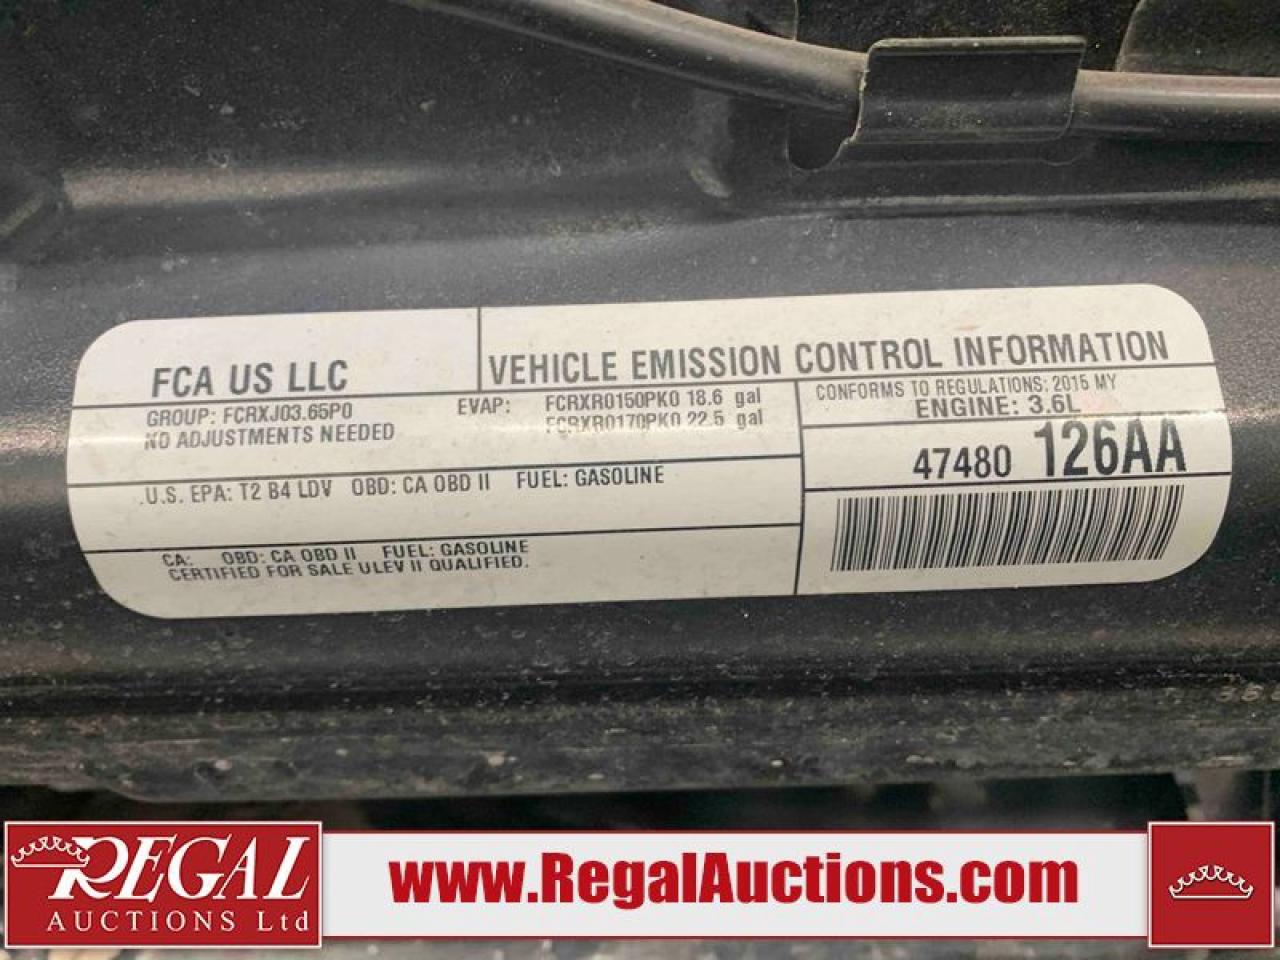 FCA US LLC
VEHICLE EMISSION CONTROL INFORMATION
GROUP: FCRXJ03.65P0
NO ADJUSTMENTS NEEDED
EVAP: FCRXR0150PK0 18.6 gal
FCRXR0170PK0 22.5 gal
CONFORMS TO REGULATIONS: 2015 MY
ENGINE: 3.6L
47480 126AA
U.S. EPA: T2 B4 LDV OBD: CA OBD II FUEL: GASOLINE
CA: OBD: CA OBD II FUEL: GASOLINE
CERTIFIED FOR SALE ULEV II QUALIFIED.
REGAL
AUCTIONS Ltd
www.RegalAuctions.com